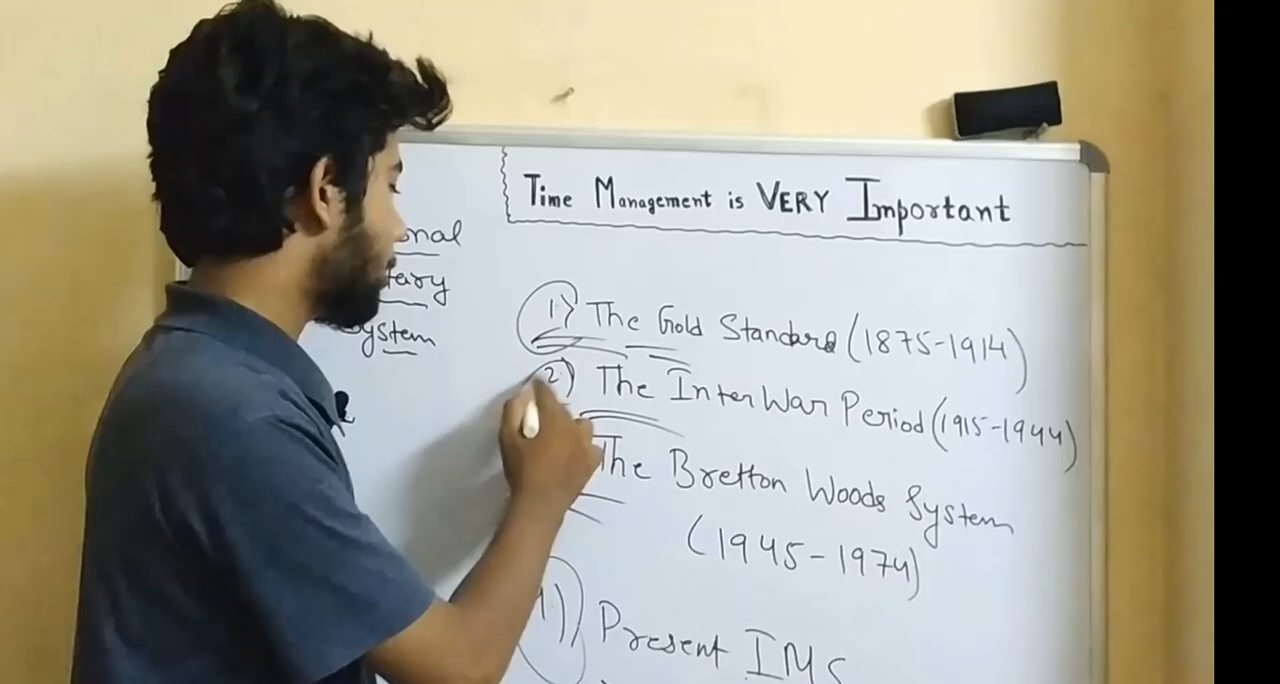 Time Management is VERY Important
onal
tary
System
1) The Gold Standard (1875-1914)
2) The Inter War Period (1915-1944)
The Bretton Woods System
(1945-1974)
4) Present IMS